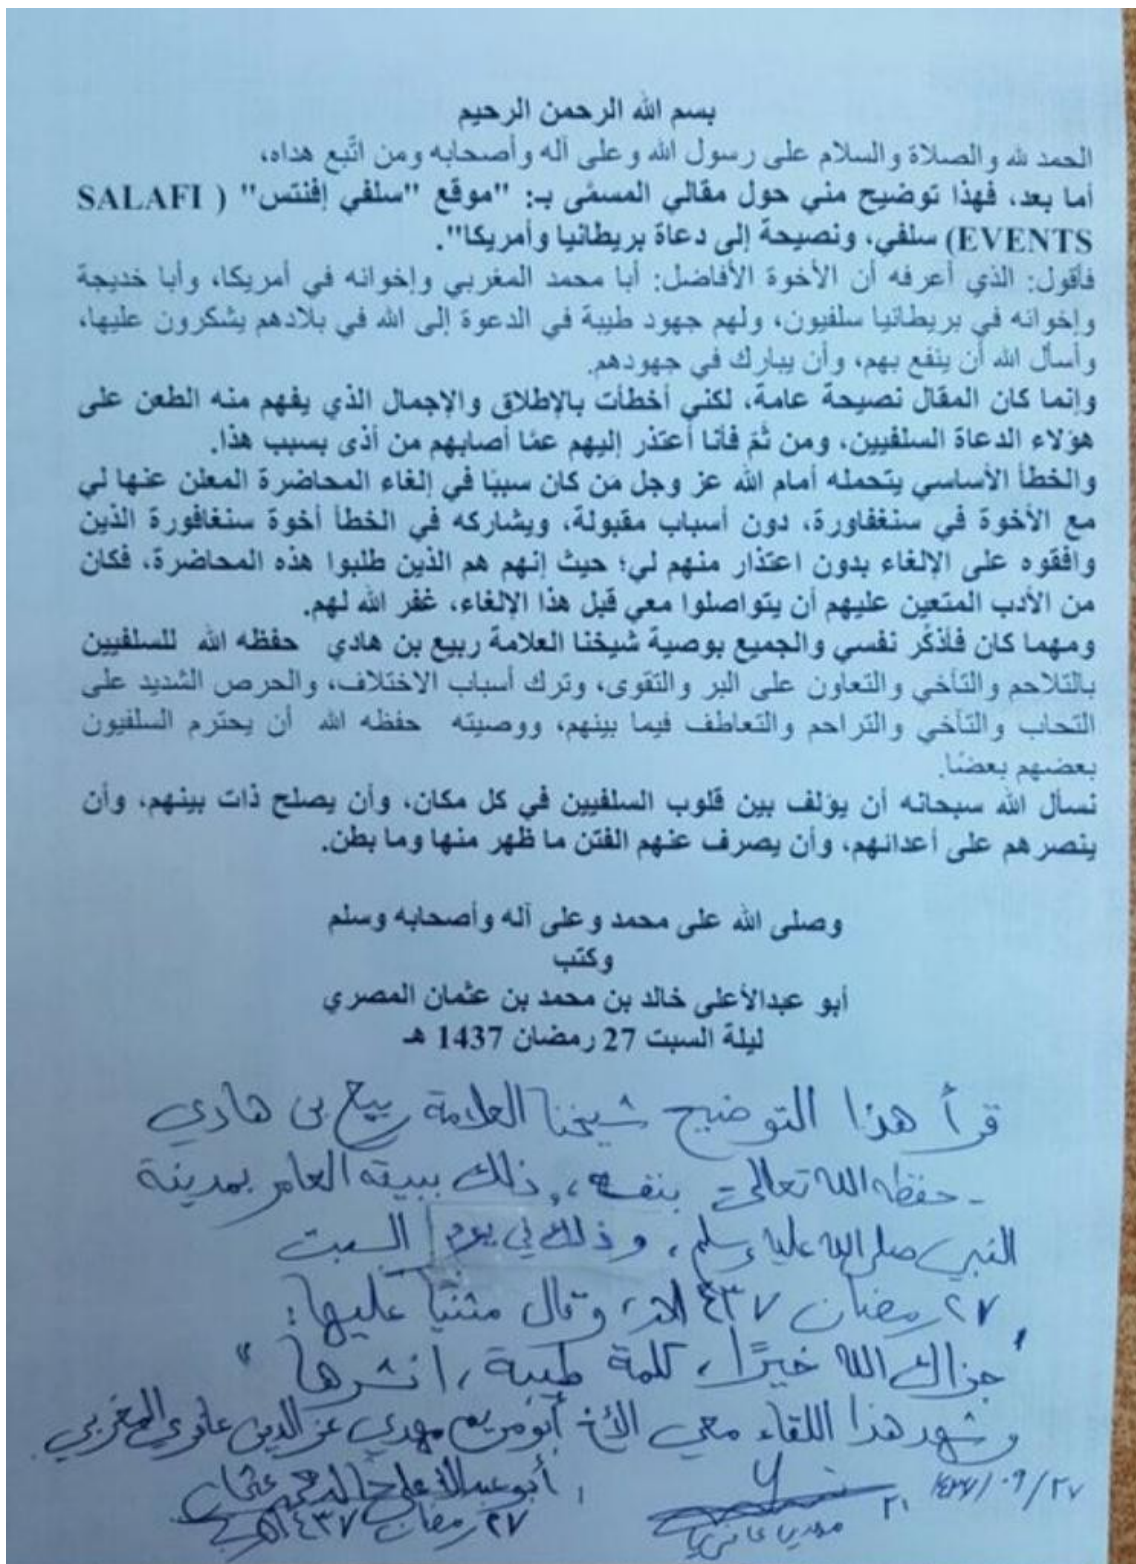 بسم الله الرحمن الرحيم
الحمد لله والصلاة والسلام على رسول الله وعلى آله وأصحابه ومن اتَّبع هداه،
أما بعد، فهذا توضيح مني حول مقالي المسمَّى بـ: "موقع "سلفي إفنتس" ( SALAFI
EVENTS) سلفي، ونصيحة إلى دعاة بريطانيا وأمريكا".
فأقول: الذي أعرفه أن الأخوة الأفاضل: أبا محمد المغربي وإخوانه في أمريكا، وأبا خديجة
وإخوانه في بريطانيا سلفيون، ولهم جهود طيبة في الدعوة إلى الله في بلادهم يشكرون عليها،
وأسأل الله أن ينفع بهم، وأن يبارك في جهودهم.
وإنما كان المقال نصيحة عامة، لكني أخطأت بالإطلاق والإجمال الذي يفهم منه الطعن على
هؤلاء الدعاة السلفيين، ومن ثَمَّ فأنا أعتذر إليهم عمَّا أصابهم من أذى بسبب هذا.
والخطأ الأساسي يتحمله أمام الله عز وجل مَن كان سببًا في إلغاء المحاضرة المعلن عنها لي
مع الأخوة في سنغفاورة، دون أسباب مقبولة، ويشاركه في الخطأ أخوة سنغافورة الذين
وافقوه على الإلغاء بدون اعتذار منهم لي؛ حيث إنهم هم الذين طلبوا هذه المحاضرة، فكان
من الأدب المتعين عليهم أن يتواصلوا معي قبل هذا الإلغاء، غفر الله لهم.
ومهما كان فأذكِّر نفسي والجميع بوصية شيخنا العلامة ربيع بن هادي حفظه الله للسلفيين
بالتلاحم والتآخي والتعاون على البر والتقوى، وترك أسباب الاختلاف، والحرص الشديد على
التحاب والتآخي والتراحم والتعاطف فيما بينهم، ووصيته حفظه الله أن يحترم السلفيون
بعضهم بعضًا.
نسأل الله سبحانه أن يؤلف بين قلوب السلفيين في كل مكان، وأن يصلح ذات بينهم، وأن
ينصرهم على أعدائهم، وأن يصرف عنهم الفتن ما ظهر منها وما بطن.
وصلى الله على محمد وعلى آله وأصحابه وسلم
وكتب
أبو عبدالأعلى خالد بن محمد بن عثمان المصري
ليلة السبت 27 رمضان 1437 هـ
قرأ هذا التوضيح شيخنا العلامة ربيع بن هادي
- حفظه الله تعالى - بنفسه، وذلك ببيته العامر بمدينة
النبي صلى الله عليه وسلم، وذلك في يوم السبت
٢٧ رمضان ١٤٣٧ هـ، وقال مثنيًا عليها:
"جزاك الله خيرًا، كلمة طيبة، انشرها"
وشهد هذا اللقاء معي الأخ أبو مريم مهدي عز الدين علوي المغربي
أبو عبدالأعلى خالد محمد عثمان
٢٧ رمضان ١٤٣٧ هـ
١٤٣٧/٠٩/٢٧